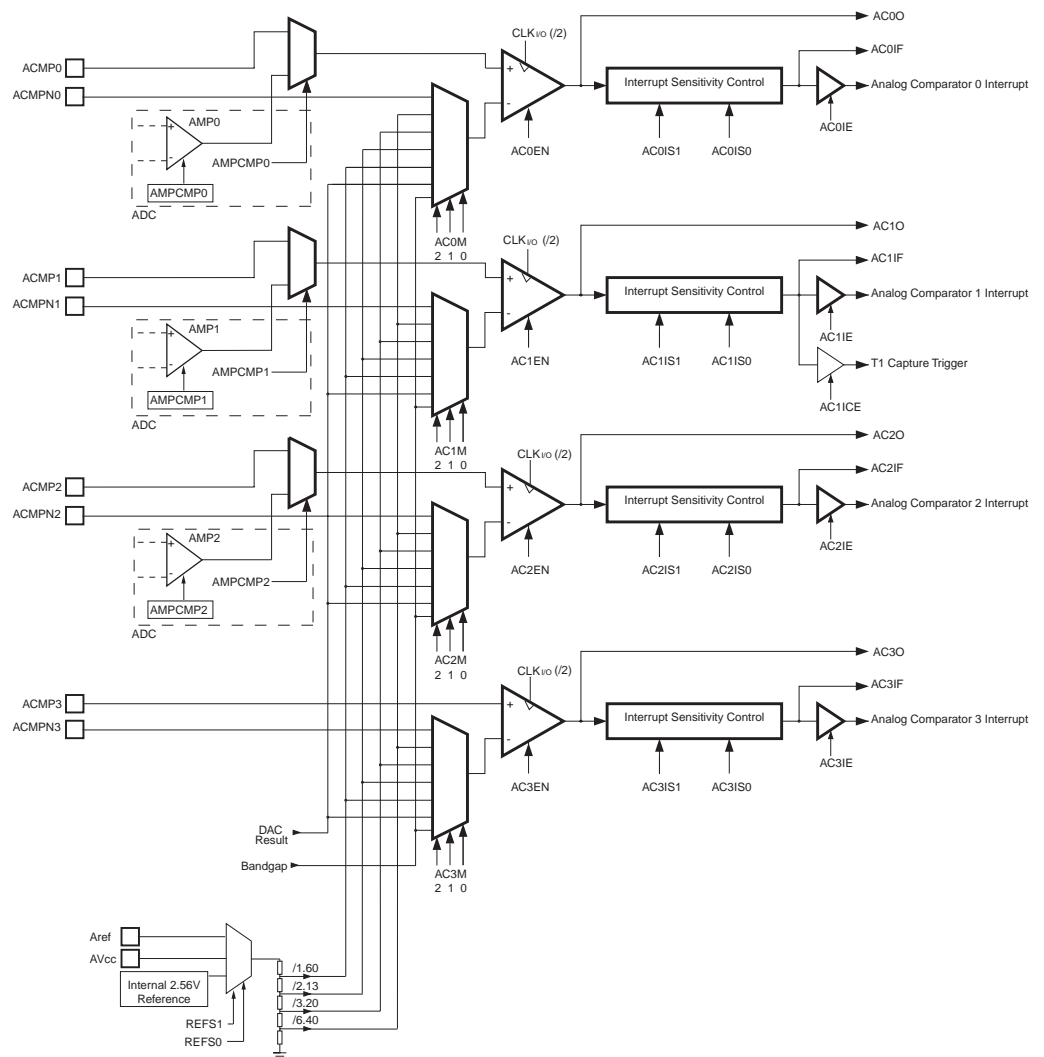 CLKI/O (/2)
AC0O
AC0IF
ACMP0
+
Interrupt Sensitivity Control
Analog Comparator 0 Interrupt
ACMPN0
-
AC0IE
AMP0
+
-
AMPCMP0
AC0EN
AC0IS1 AC0IS0
AMPCMP0
ADC
AC0M
2 1 0
CLKI/O (/2)
AC1O
AC1IF
ACMP1
+
Interrupt Sensitivity Control
Analog Comparator 1 Interrupt
ACMPN1
-
AC1IE
AMP1
+
-
AMPCMP1
AC1EN
AC1IS1 AC1IS0
T1 Capture Trigger
AMPCMP1
AC1ICE
ADC
AC1M
2 1 0
CLKI/O (/2)
AC2O
AC2IF
ACMP2
+
Interrupt Sensitivity Control
Analog Comparator 2 Interrupt
ACMPN2
-
AC2IE
AMP2
+
-
AMPCMP2
AC2EN
AC2IS1 AC2IS0
AMPCMP2
ADC
AC2M
2 1 0
CLKI/O (/2)
AC3O
AC3IF
ACMP3
+
Interrupt Sensitivity Control
Analog Comparator 3 Interrupt
ACMPN3
-
AC3IE
AC3EN
AC3IS1 AC3IS0
DAC
Result
Bandgap
AC3M
2 1 0
Aref
AVcc
Internal 2.56V
Reference
/1.60
/2.13
/3.20
/6.40
REFS1
REFS0